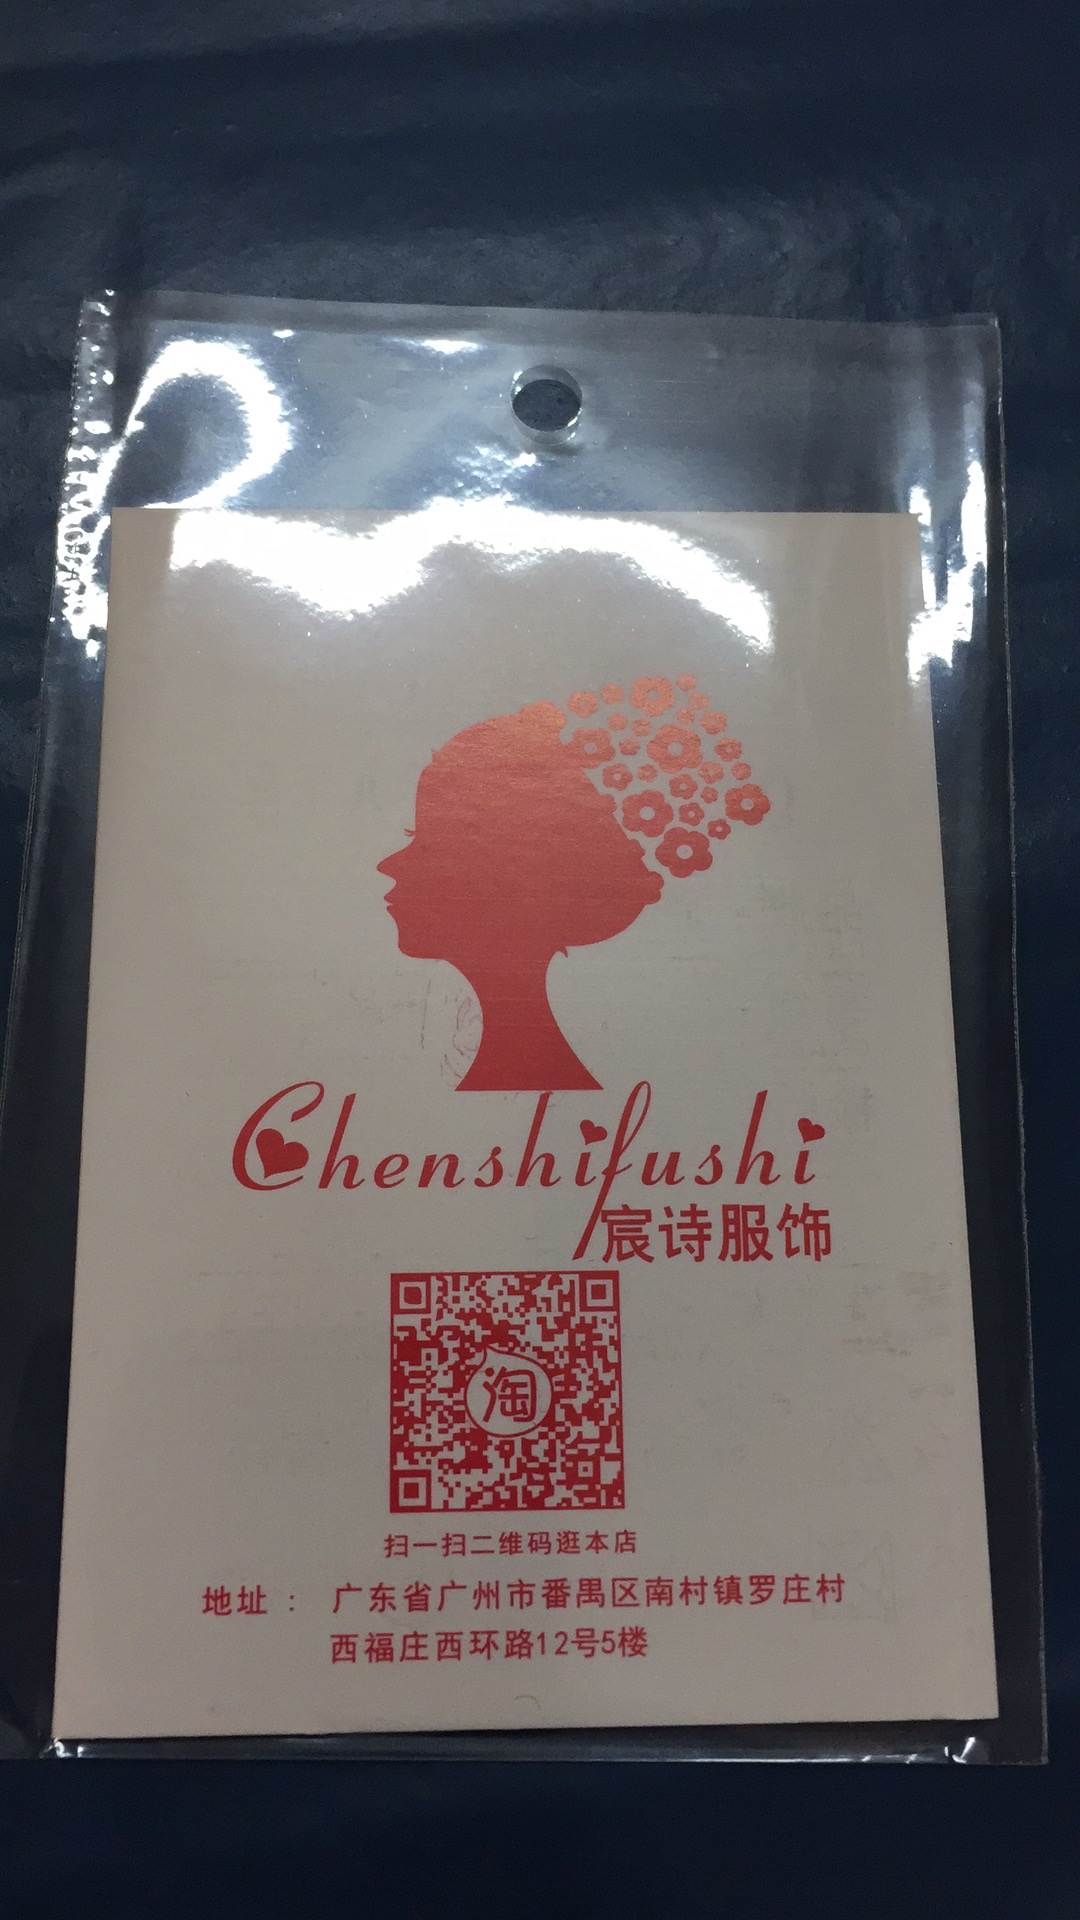 Chenshifushi
宸诗服饰
淘
扫一扫二维码逛本店
地址： 广东省广州市番禺区南村镇罗庄村
西福庄西环路12号5楼